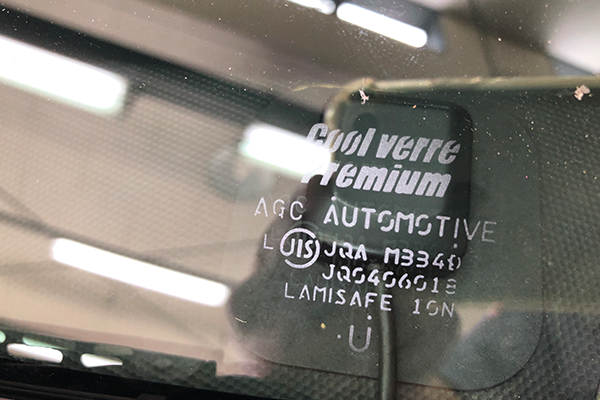 Cool verre
Premium
AGC AUTOMOTIVE
L JIS JQA M3340
JQ0406018
LAMISAFE 10N
U